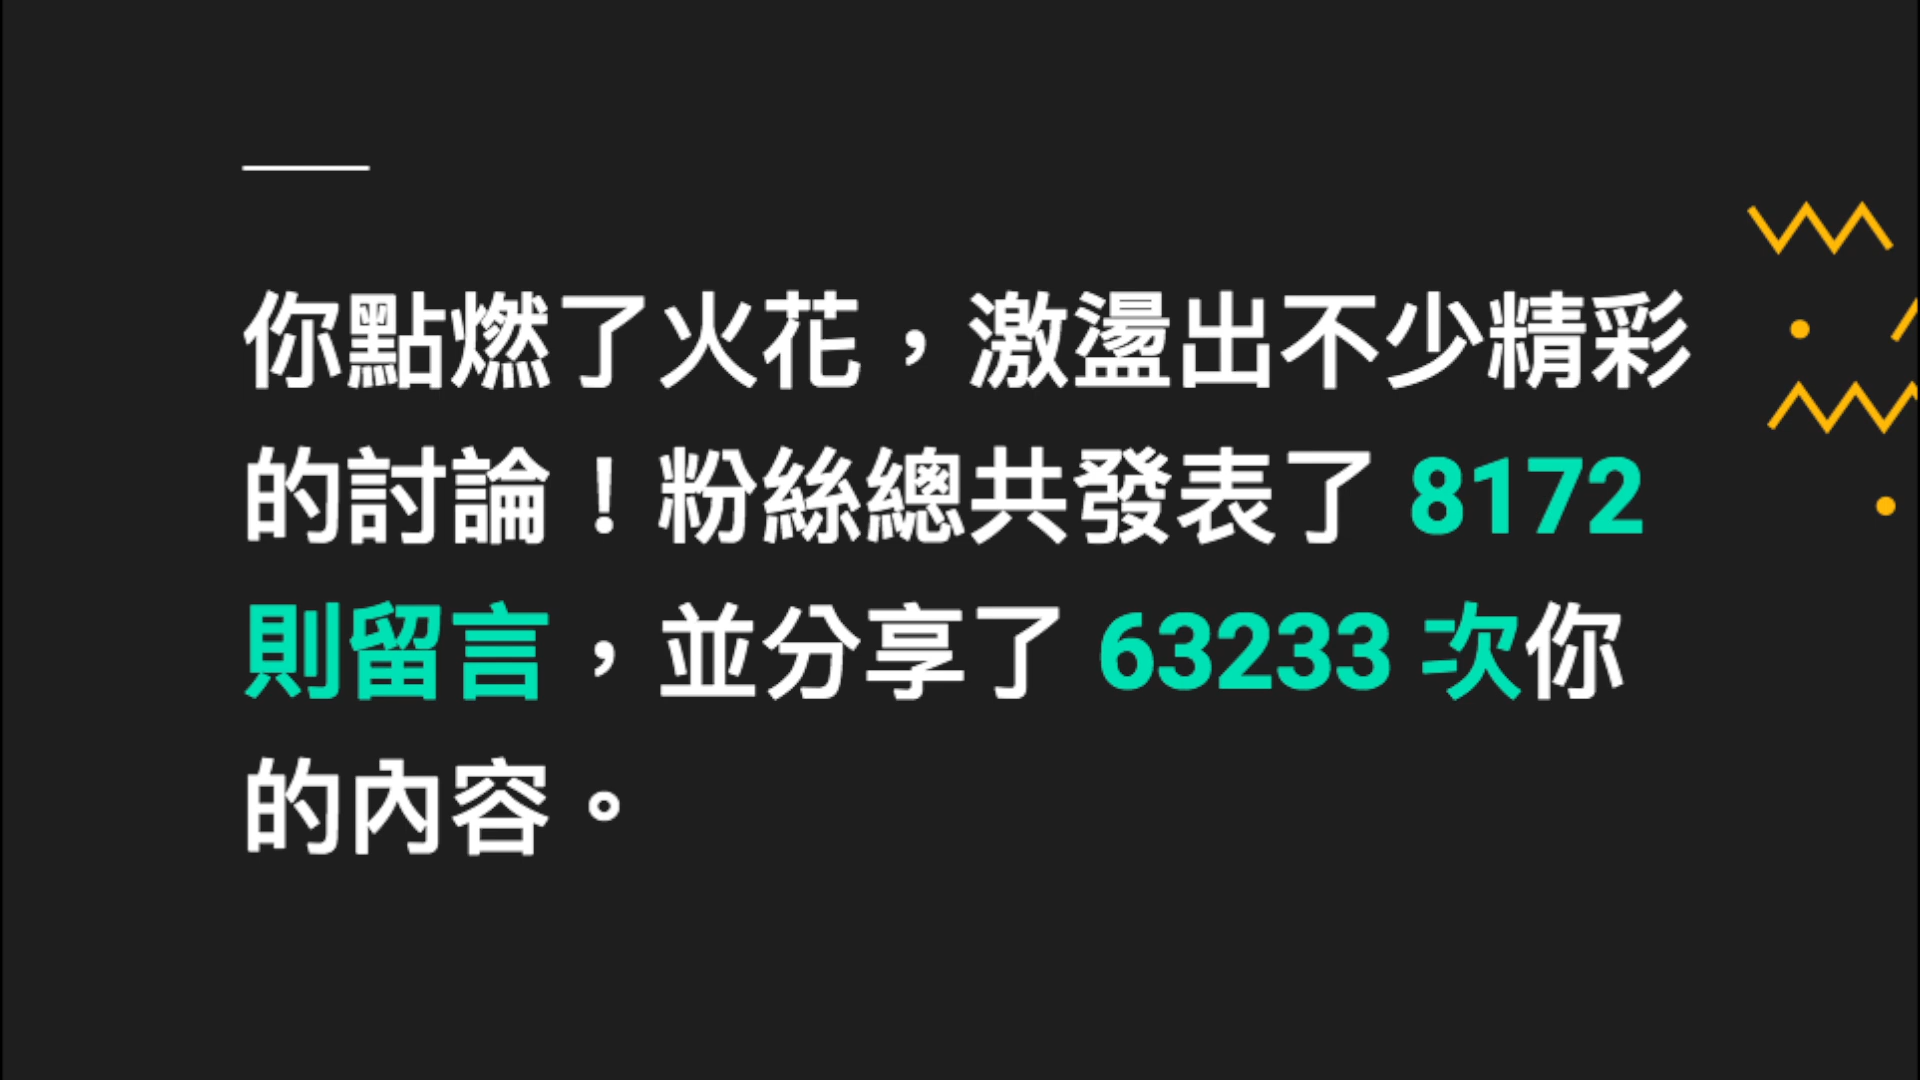 你點燃了火花，激盪出不少精彩
的討論！粉絲總共發表了 8172
則留言，並分享了 63233 次你
的內容。